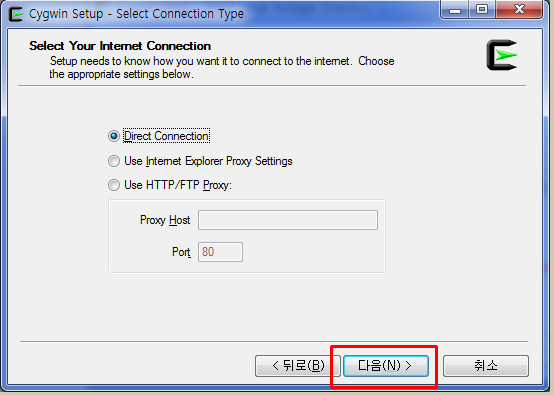 Cygwin Setup - Select Connection Type
Select Your Internet Connection
Setup needs to know how you want it to connect to the internet. Choose
the appropriate settings below.
Direct Connection
Use Internet Explorer Proxy Settings
Use HTTP/FTP Proxy:
Proxy Host
Port 80
< 뒤로(B) 다음(N) > 취소